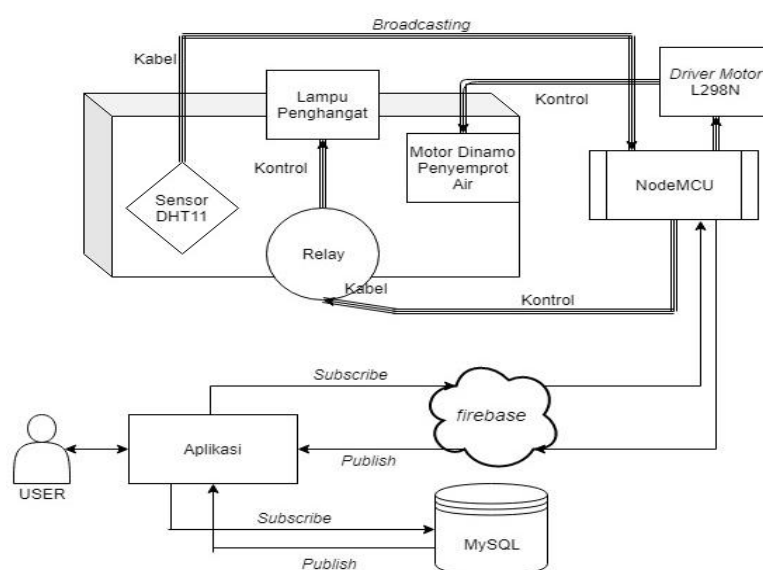 Broadcasting
Kabel
Driver Motor
L298N
Lampu
Penghangat
Kontrol
Motor Dinamo
Penyemprot
Air
NodeMCU
Kontrol
Sensor
DHT11
Relay
Kabel
Kontrol
Subscribe
firebase
Aplikasi
Publish
USER
Subscribe
MySQL
Publish